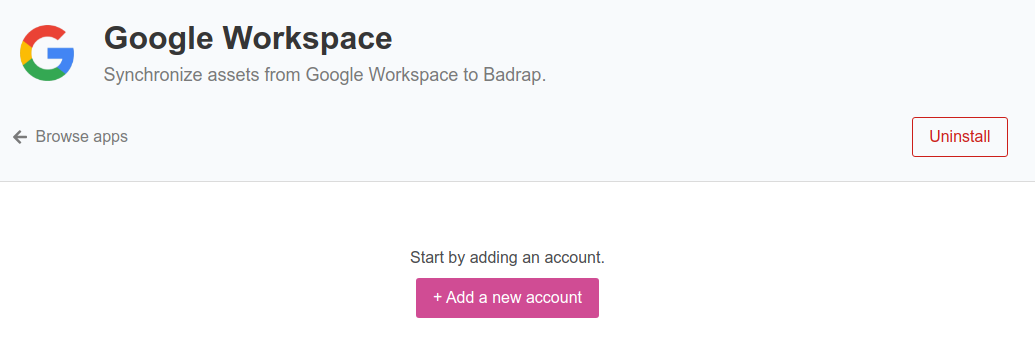 Google Workspace
Synchronize assets from Google Workspace to Badrap.
Browse apps
Uninstall
Start by adding an account.
+ Add a new account